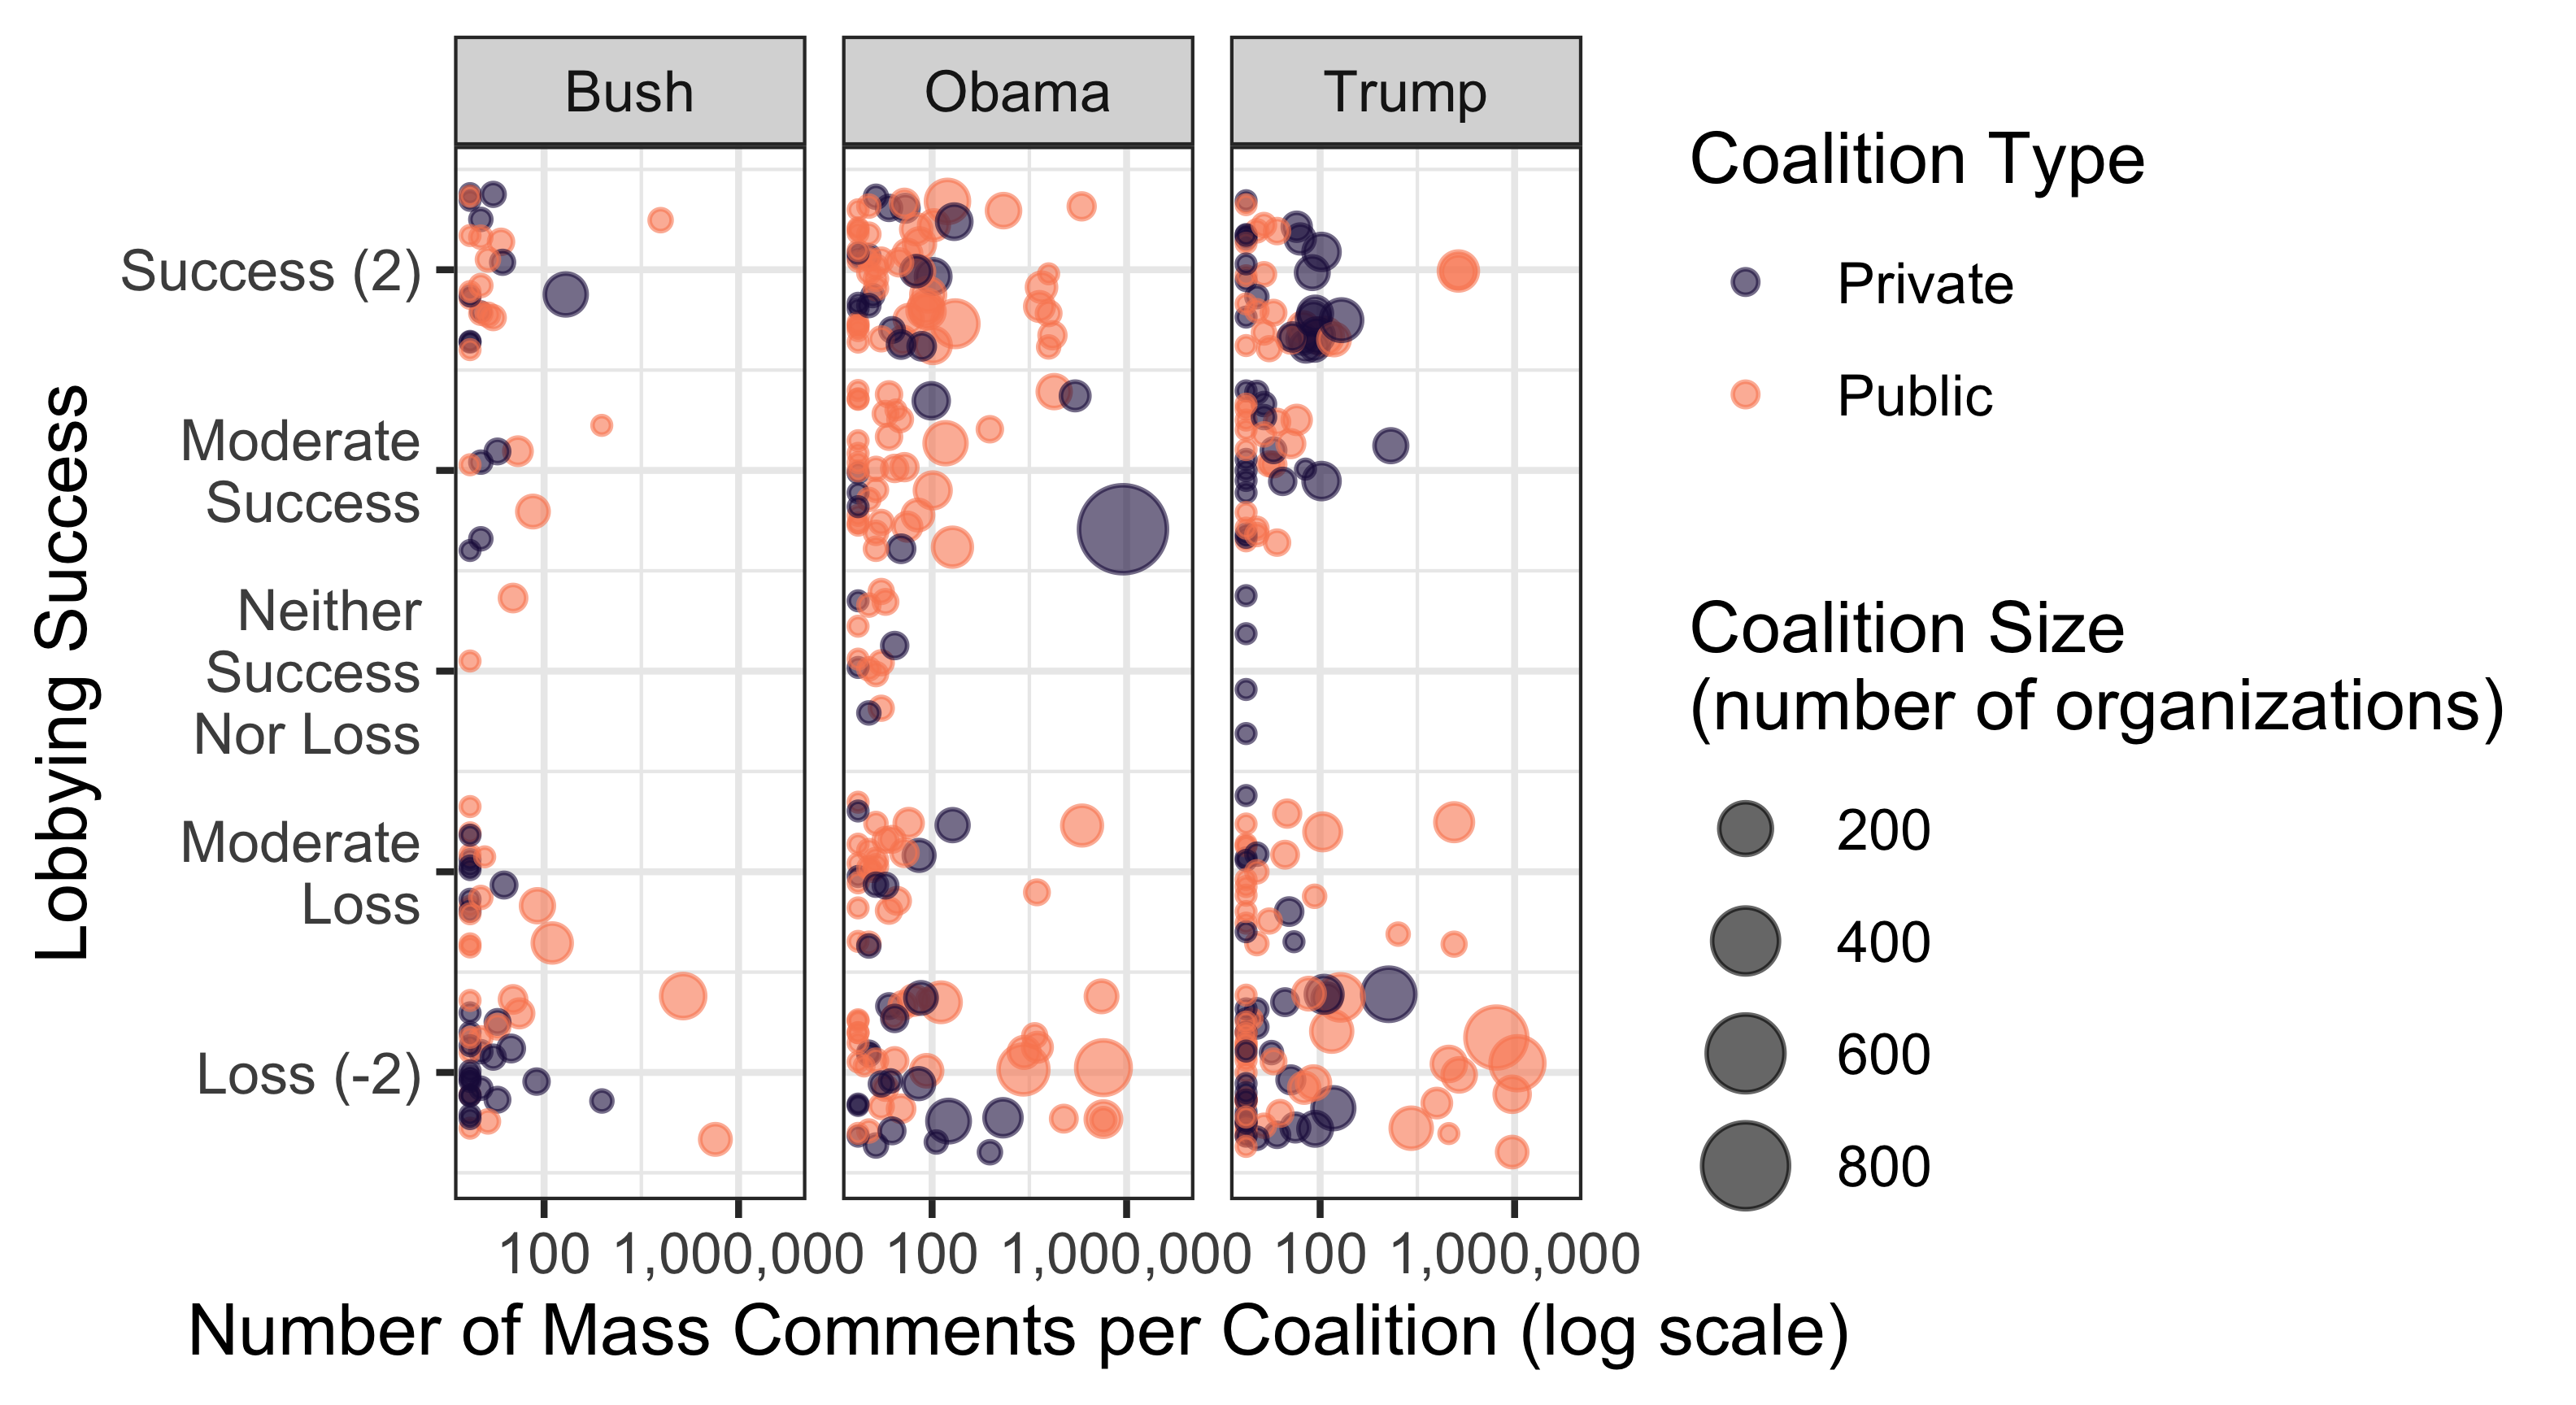 Bush
Obama
Trump
Lobbying Success
Success (2)
Moderate
Success
Neither
Success
Nor Loss
Moderate
Loss
Loss (-2)
100
1,000,000
100
1,000,000
100
1,000,000
Number of Mass Comments per Coalition (log scale)
Coalition Type
Private
Public
Coalition Size
(number of organizations)
200
400
600
800